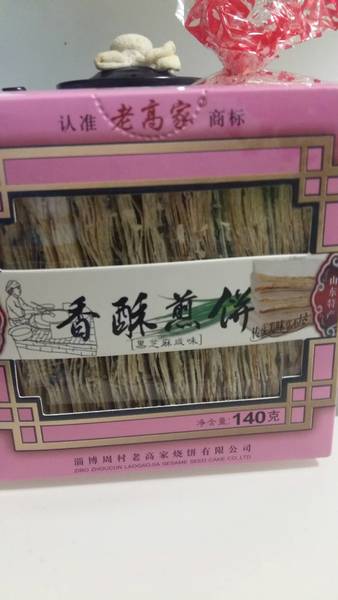 认准 老高家 商标
香酥煎饼
[黑芝麻咸味]
山东特产
净含量:140克
淄博周村老高家烧饼有限公司
ZIBO ZHOUCUN LAOGAOJIA SESAME SEED CAKE CO.,LTD